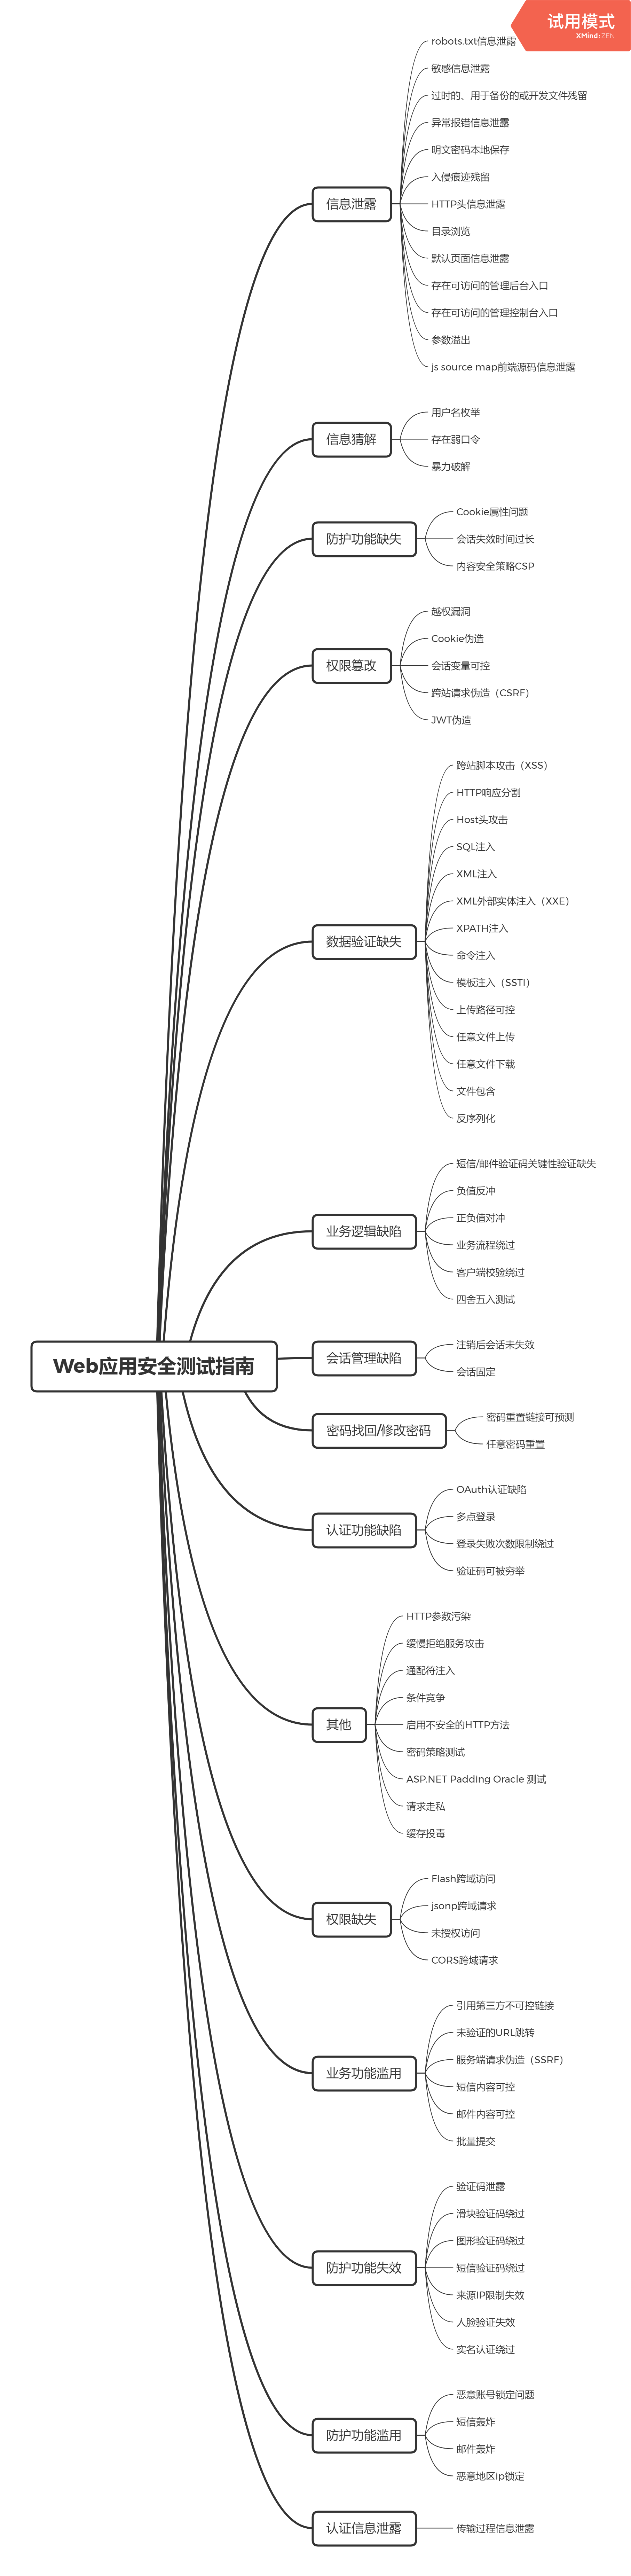 试用模式
XMind:ZEN
Web应用安全测试指南
信息泄露
robots.txt信息泄露
敏感信息泄露
过时的、用于备份的或开发文件残留
异常报错信息泄露
明文密码本地保存
入侵痕迹残留
HTTP头信息泄露
目录浏览
默认页面信息泄露
存在可访问的管理后台入口
存在可访问的管理控制台入口
参数溢出
js source map前端源码信息泄露
信息猜解
用户名枚举
存在弱口令
暴力破解
防护功能缺失
Cookie属性问题
会话失效时间过长
内容安全策略CSP
权限篡改
越权漏洞
Cookie伪造
会话变量可控
跨站请求伪造（CSRF）
JWT伪造
数据验证缺失
跨站脚本攻击（XSS）
HTTP响应分割
Host头攻击
SQL注入
XML注入
XML外部实体注入（XXE）
XPATH注入
命令注入
模板注入（SSTI）
上传路径可控
任意文件上传
任意文件下载
文件包含
反序列化
业务逻辑缺陷
短信/邮件验证码关键性验证缺失
负值反冲
正负值对冲
业务流程绕过
客户端校验绕过
四舍五入测试
会话管理缺陷
注销后会话未失效
会话固定
密码找回/修改密码
密码重置链接可预测
任意密码重置
认证功能缺陷
OAuth认证缺陷
多点登录
登录失败次数限制绕过
验证码可被穷举
其他
HTTP参数污染
缓慢拒绝服务攻击
通配符注入
条件竞争
启用不安全的HTTP方法
密码策略测试
ASP.NET Padding Oracle 测试
请求走私
缓存投毒
权限缺失
Flash跨域访问
jsonp跨域请求
未授权访问
CORS跨域请求
业务功能滥用
引用第三方不可控链接
未验证的URL跳转
服务端请求伪造（SSRF）
短信内容可控
邮件内容可控
批量提交
防护功能失效
验证码泄露
滑块验证码绕过
图形验证码绕过
短信验证码绕过
来源IP限制失效
人脸验证失效
实名认证绕过
防护功能滥用
恶意账号锁定问题
短信轰炸
邮件轰炸
恶意地区ip锁定
认证信息泄露
传输过程信息泄露